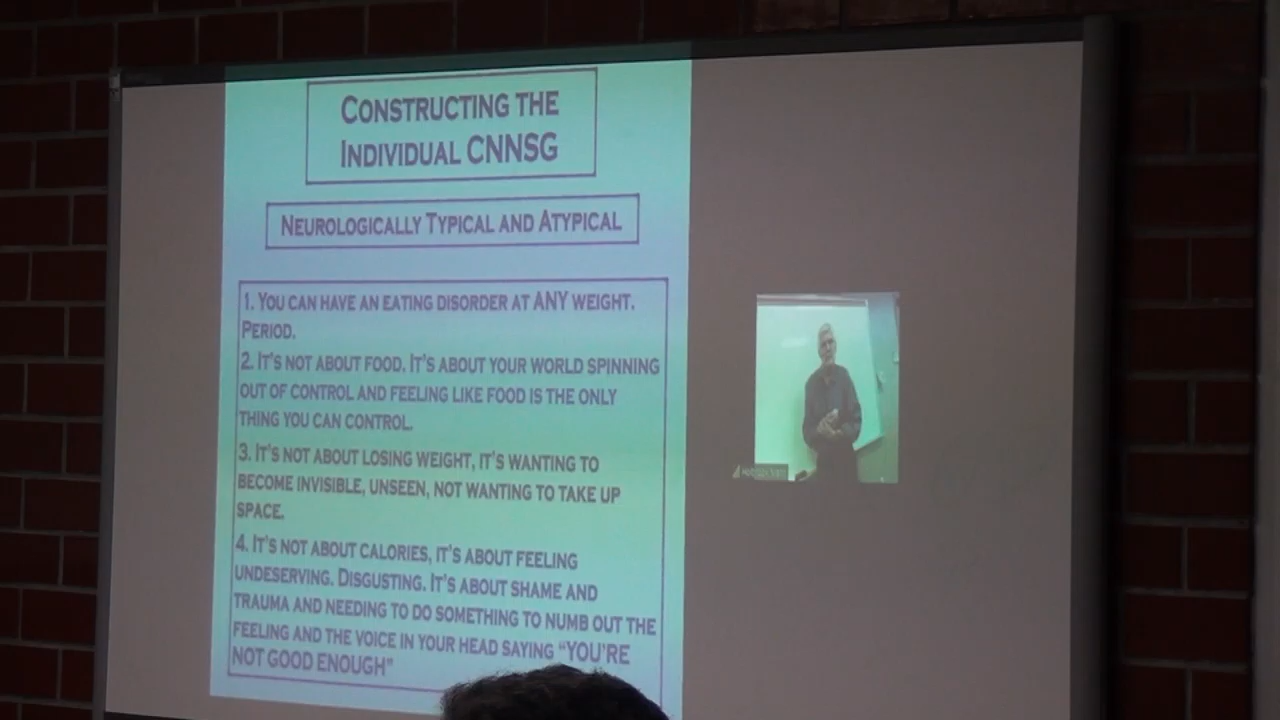 CONSTRUCTING THE
INDIVIDUAL CNNSG
NEUROLOGICALLY TYPICAL AND ATYPICAL
1. YOU CAN HAVE AN EATING DISORDER AT ANY WEIGHT.
PERIOD.
2. IT'S NOT ABOUT FOOD. IT'S ABOUT YOUR WORLD SPINNING
OUT OF CONTROL AND FEELING LIKE FOOD IS THE ONLY
THING YOU CAN CONTROL.
3. IT'S NOT ABOUT LOSING WEIGHT, IT'S WANTING TO
BECOME INVISIBLE, UNSEEN, NOT WANTING TO TAKE UP
SPACE.
4. IT'S NOT ABOUT CALORIES, IT'S ABOUT FEELING
UNDESERVING. DISGUSTING. IT'S ABOUT SHAME AND
TRAUMA AND NEEDING TO DO SOMETHING TO NUMB OUT THE
FEELING AND THE VOICE IN YOUR HEAD SAYING "YOU'RE
NOT GOOD ENOUGH"